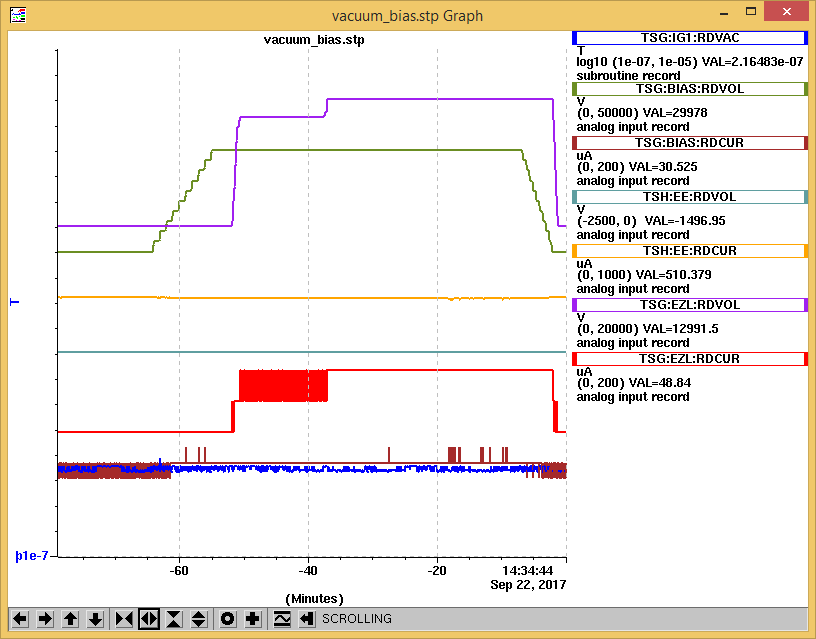 vacuum_bias.stp Graph
vacuum_bias.stp
TSG:IG1:RDVAC
T
log10 (1e-07, 1e-05) VAL=2.16483e-07
subroutine record
TSG:BIAS:RDVOL
V
(0, 50000) VAL=29978
analog input record
TSG:BIAS:RDCUR
uA
(0, 200) VAL=30.525
analog input record
TSH:EE:RDVOL
V
(-2500, 0) VAL=-1496.95
analog input record
TSH:EE:RDCUR
uA
(0, 1000) VAL=510.379
analog input record
TSG:EZL:RDVOL
V
(0, 20000) VAL=12991.5
analog input record
TSG:EZL:RDCUR
uA
(0, 200) VAL=48.84
analog input record
T
1e-7
-60
-40
-20
14:34:44
Sep 22, 2017
(Minutes)
SCROLLING